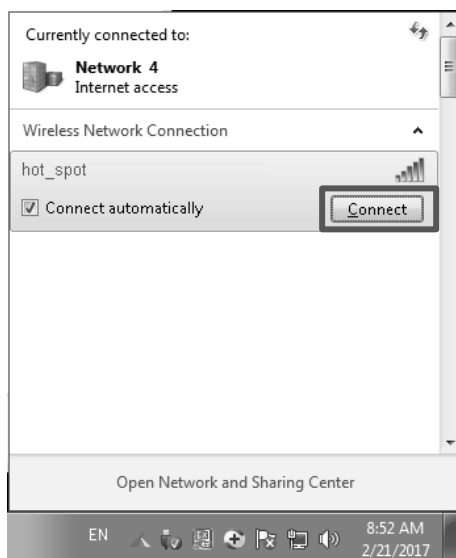 Currently connected to:
Network 4
Internet access
Wireless Network Connection
hot_spot
Connect automatically
Connect
Open Network and Sharing Center
EN
8:52 AM
2/21/2017